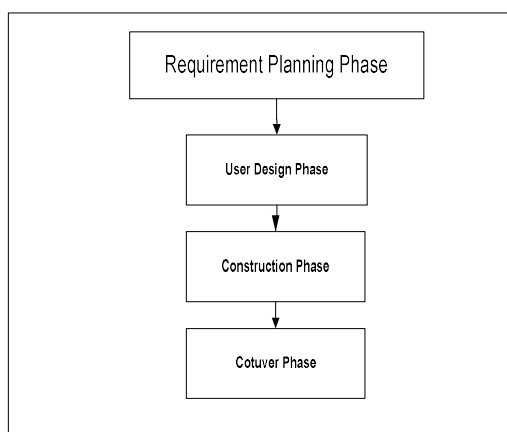 Requirement Planning Phase
User Design Phase
Construction Phase
Cotuver Phase